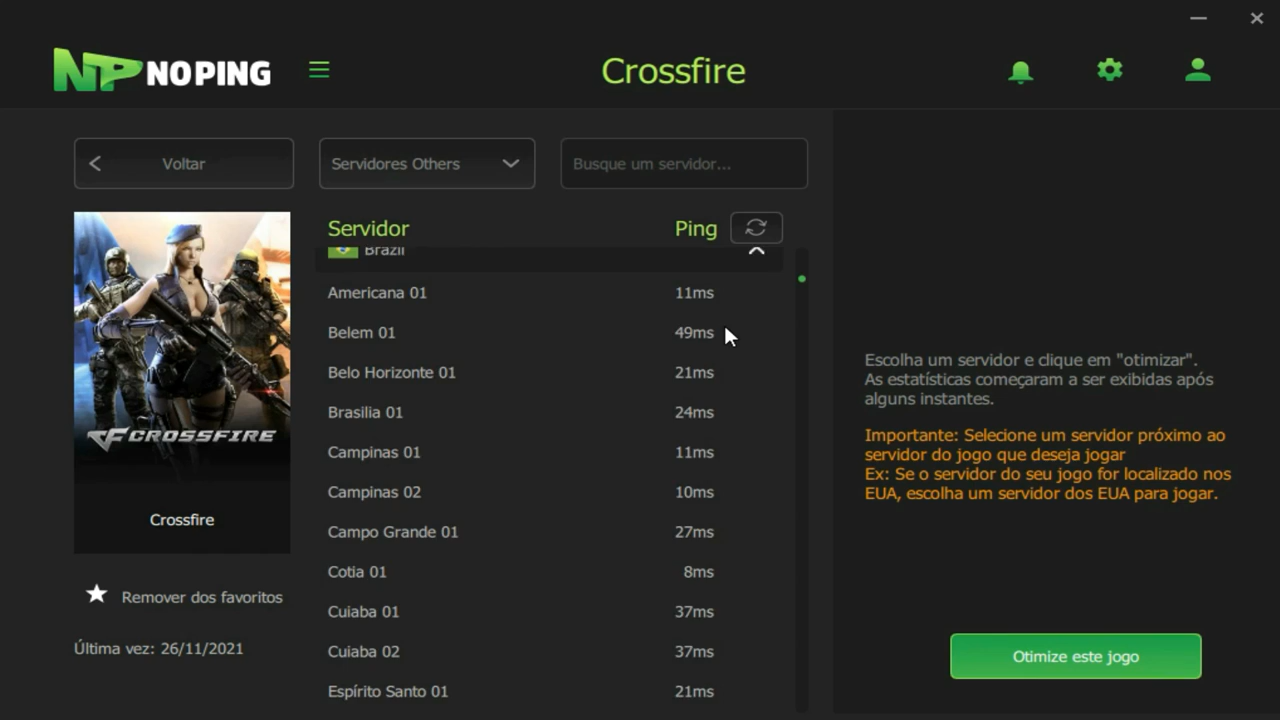 NP NOPING
Crossfire
Voltar
Servidores Others
Busque um servidor...
Servidor Ping
Brazil
Americana 01 11ms
Belem 01 49ms
Belo Horizonte 01 21ms
Brasilia 01 24ms
Campinas 01 11ms
Campinas 02 10ms
Campo Grande 01 27ms
Cotia 01 8ms
Cuiaba 01 37ms
Cuiaba 02 37ms
Espírito Santo 01 21ms
CF CROSSFIRE
Crossfire
Remover dos favoritos
Última vez: 26/11/2021
Escolha um servidor e clique em "otimizar".
As estatísticas começaram a ser exibidas após
alguns instantes.
Importante: Selecione um servidor próximo ao
servidor do jogo que deseja jogar
Ex: Se o servidor do seu jogo for localizado nos
EUA, escolha um servidor dos EUA para jogar.
Otimize este jogo